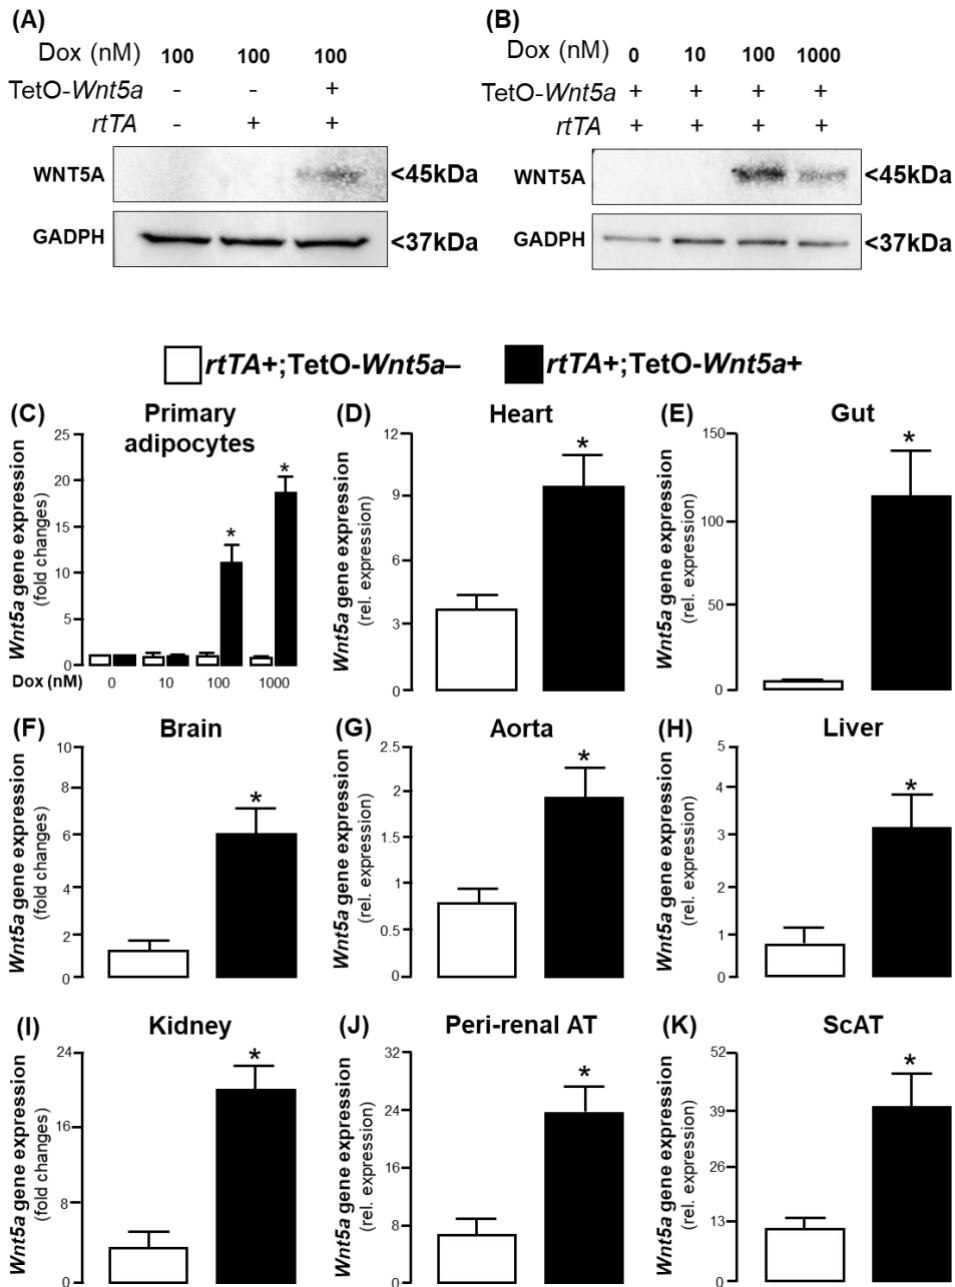 (A)
Dox (nM) 100 100 100
TetO-Wnt5a - - +
rtTA - + +
WNT5A <45kDa
GADPH <37kDa
(B)
Dox (nM) 0 10 100 1000
TetO-Wnt5a + + + +
rtTA + + + +
WNT5A <45kDa
GADPH <37kDa
rtTA+;TetO-Wnt5a– rtTA+;TetO-Wnt5a+
(C) Primary
adipocytes
Wnt5a gene expression
(fold changes)
25
20
15
10
5
0
* *
Dox (nM) 0 10 100 1000
(D) Heart
Wnt5a gene expression
(rel. expression)
12
9
6
3
0
*
(E) Gut
Wnt5a gene expression
(rel. expression)
150
100
50
0
*
(F) Brain
Wnt5a gene expression
(fold changes)
10
8
6
4
2
0
*
(G) Aorta
Wnt5a gene expression
(rel. expression)
2.5
2
1.5
1
0.5
0
*
(H) Liver
Wnt5a gene expression
(rel. expression)
5
4
3
2
1
0
*
(I) Kidney
Wnt5a gene expression
(fold changes)
24
16
8
0
*
(J) Peri-renal AT
Wnt5a gene expression
(rel. expression)
32
24
16
8
0
*
(K) ScAT
Wnt5a gene expression
(rel. expression)
52
39
26
13
0
*